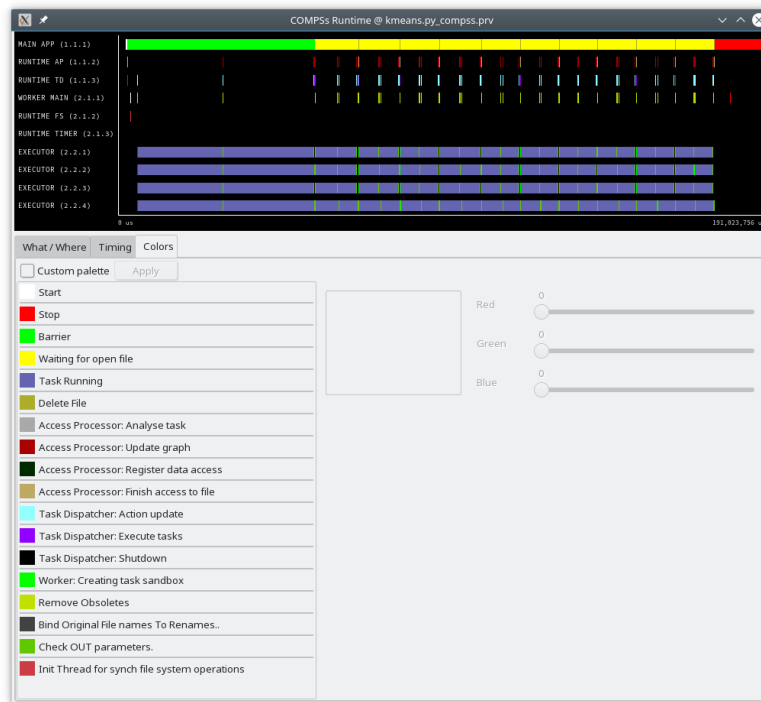 COMPSs Runtime @ kmeans.py_compss.prv
MAIN APP (1.1.1)
RUNTIME AP (1.1.2)
RUNTIME TD (1.1.3)
WORKER MAIN (2.1.1)
RUNTIME FS (2.1.2)
RUNTIME TIMER (2.1.3)
EXECUTOR (2.2.1)
EXECUTOR (2.2.2)
EXECUTOR (2.2.3)
EXECUTOR (2.2.4)
0 us 191,023,756 u
What / Where Timing Colors
Custom palette Apply
Start
Stop
Barrier
Waiting for open file
Task Running
Delete File
Access Processor: Analyse task
Access Processor: Update graph
Access Processor: Register data access
Access Processor: Finish access to file
Task Dispatcher: Action update
Task Dispatcher: Execute tasks
Task Dispatcher: Shutdown
Worker: Creating task sandbox
Remove Obsoletes
Bind Original File names To Renames..
Check OUT parameters.
Init Thread for synch file system operations
Red 0
Green 0
Blue 0